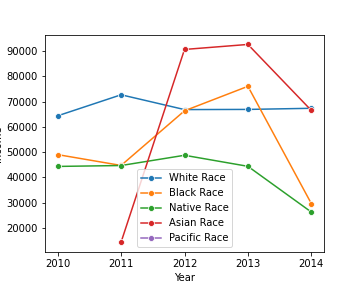 90000
80000
70000
60000
50000
40000
30000
20000
White Race
Black Race
Native Race
Asian Race
Pacific Race
2010 2011 2012 2013 2014
Year